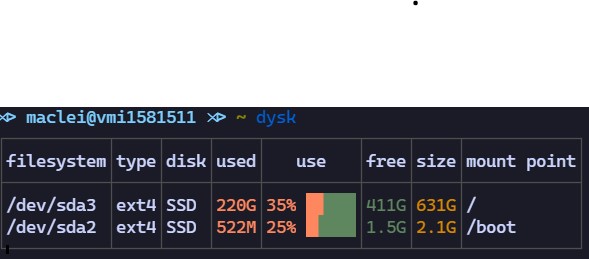 maclei@vmi1581511 ~ dysk
filesystem type disk used use free size mount point
/dev/sda3 ext4 SSD 220G 35% 411G 631G /
/dev/sda2 ext4 SSD 522M 25% 1.5G 2.1G /boot